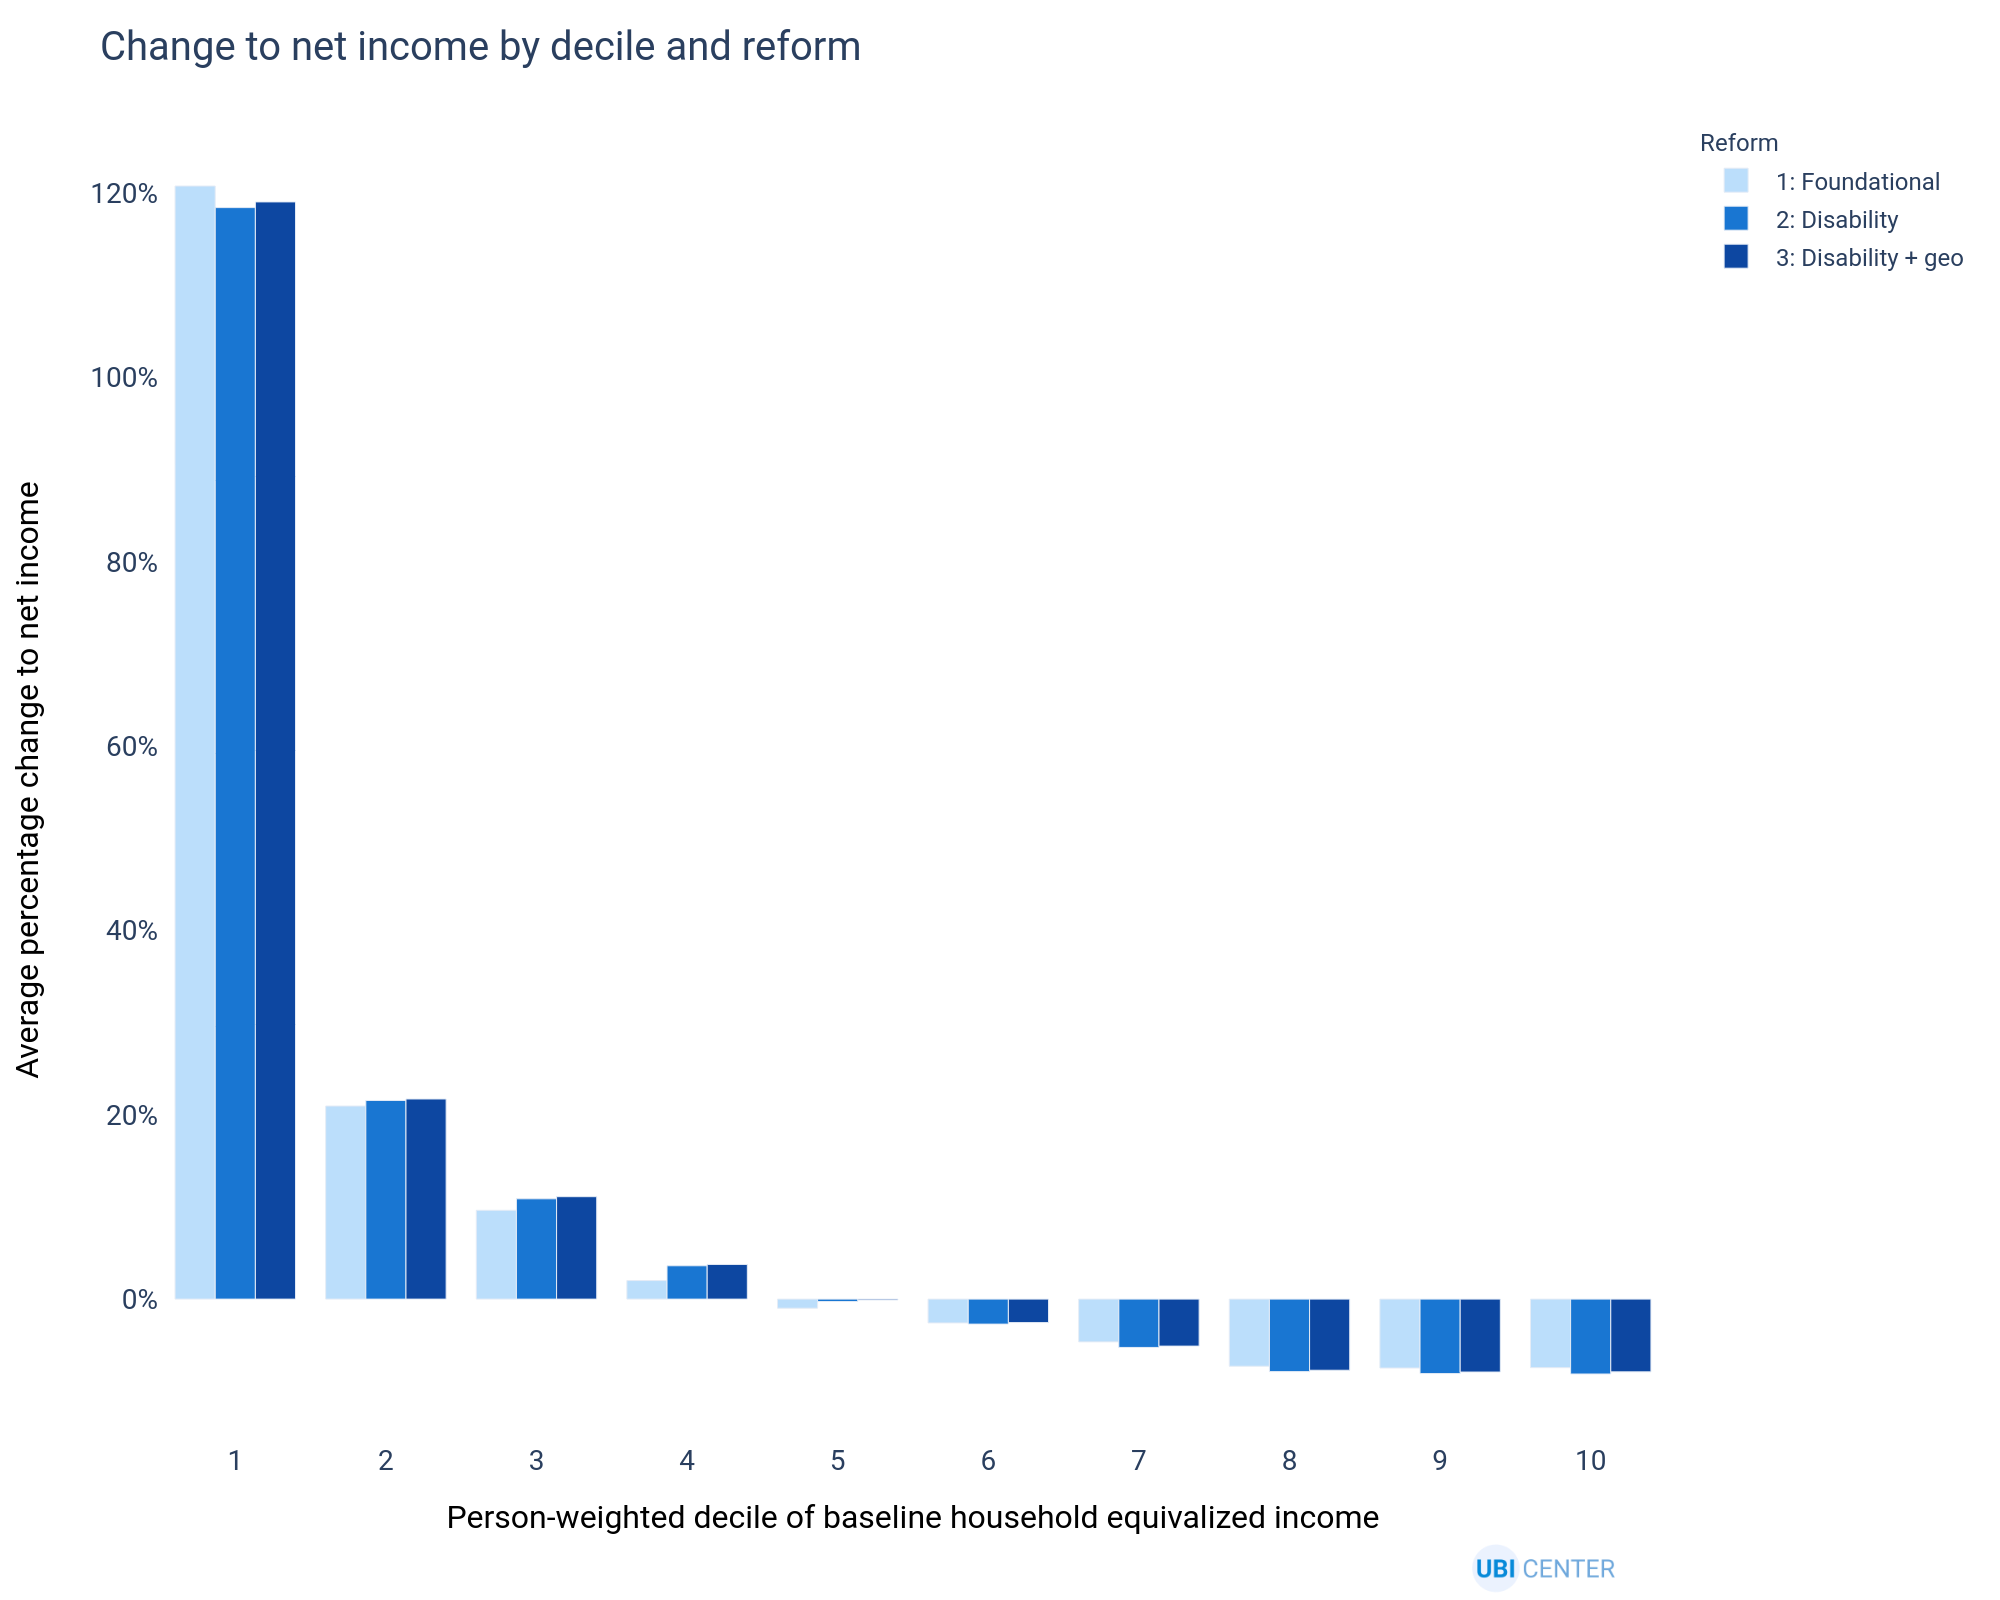 Change to net income by decile and reform
Reform
1: Foundational
2: Disability
3: Disability + geo
120%
100%
80%
60%
40%
20%
0%
Average percentage change to net income
1 2 3 4 5 6 7 8 9 10
Person-weighted decile of baseline household equivalized income
UBI CENTER